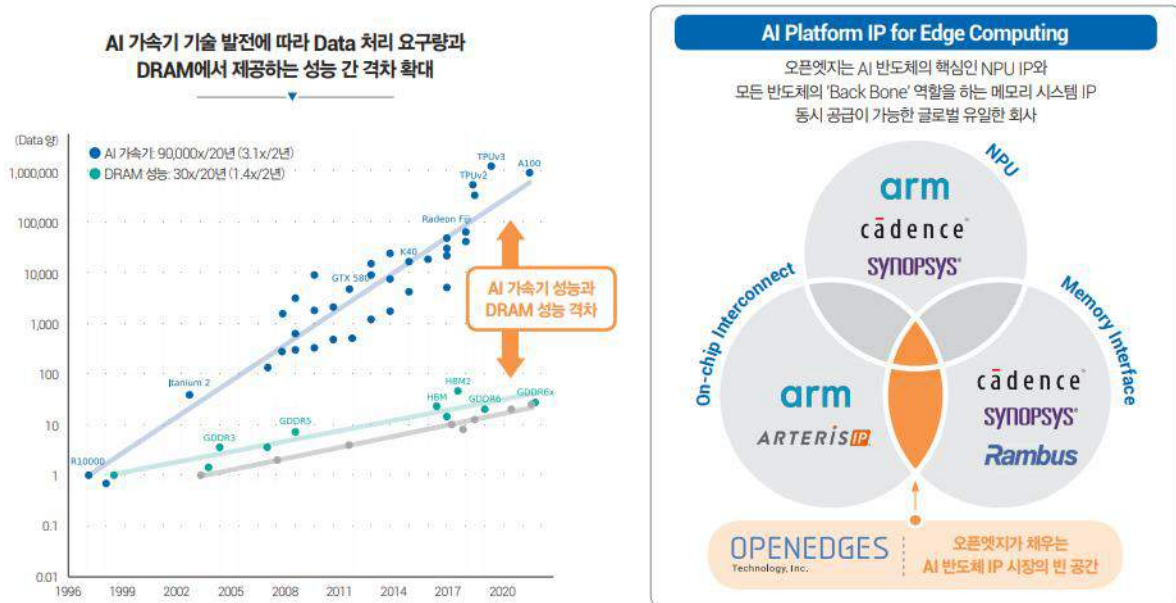 AI 가속기 기술 발전에 따라 Data 처리 요구량과
DRAM에서 제공하는 성능 간 격차 확대
(Data 양)
AI 가속기: 90,000x/20년 (3.1x/2년)
DRAM 성능: 30x/20년 (1.4x/2년)
1,000,000
100,000
10,000
1,000
100
10
1
0.1
0.01
1996
1999
2002
2005
2008
2011
2014
2017
2020
R10000
Itanium 2
GTX 580
K40
Radeon Fiji
TPUv2
TPUv3
A100
GDDR3
GDDR5
HBM
HBM2
GDDR6
GDDR6x
AI 가속기 성능과
DRAM 성능 격차
AI Platform IP for Edge Computing
오픈엣지는 AI 반도체의 핵심인 NPU IP와
모든 반도체의 'Back Bone' 역할을 하는 메모리 시스템 IP
동시 공급이 가능한 글로벌 유일한 회사
NPU
arm
cādence®
SYNOPSYS®
On-chip Interconnect
arm
ARTERIS IP
Memory Interface
cādence®
SYNOPSYS®
Rambus
OPENEDGES
Technology, Inc.
오픈엣지가 채우는
AI 반도체 IP 시장의 빈 공간